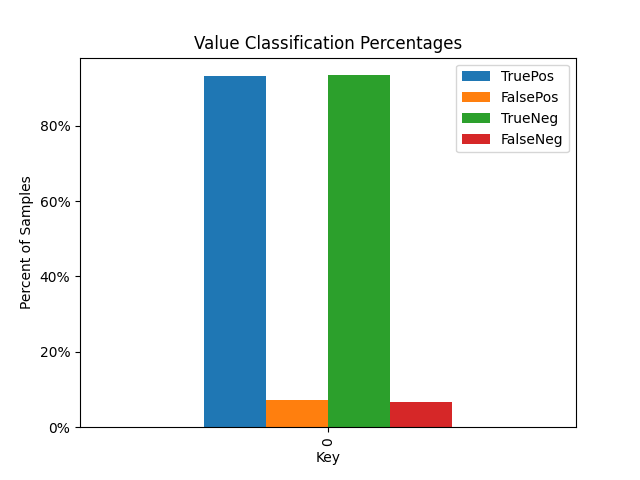 Value Classification Percentages
TruePos
FalsePos
TrueNeg
FalseNeg
80%
60%
40%
20%
0%
Percent of Samples
0
Key